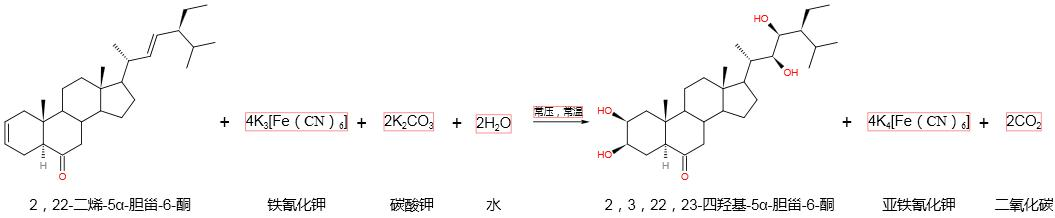 H
O
+
4K₃[Fe(CN)₆]
+
2K₂CO₃
+
2H₂O
常压,常温
HO
OH
HO
HO
H
O
+
4K₄[Fe(CN)₆]
+
2CO₂
2,22-二烯-5α-胆甾-6-酮
铁氰化钾
碳酸钾
水
2,3,22,23-四羟基-5α-胆甾-6-酮
亚铁氰化钾
二氧化碳